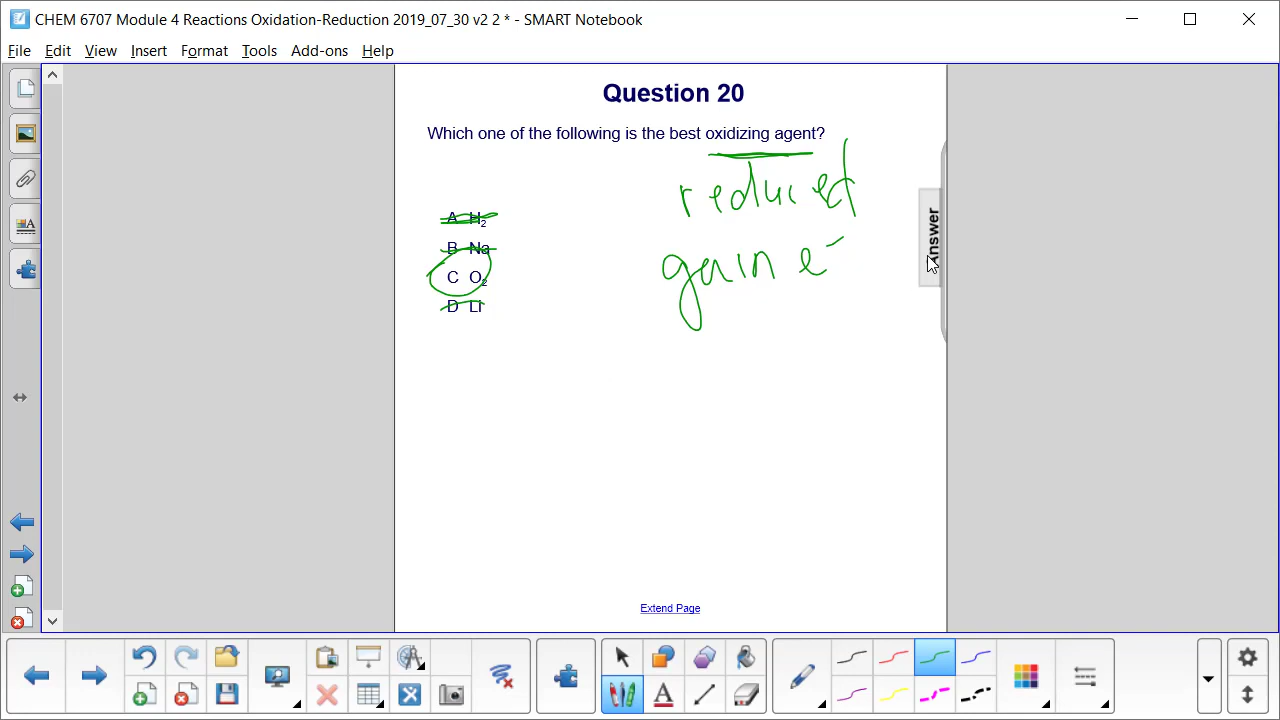 CHEM 6707 Module 4 Reactions Oxidation-Reduction 2019_07_30 v2 2 * - SMART Notebook
File Edit View Insert Format Tools Add-ons Help
Question 20
Which one of the following is the best oxidizing agent?
reduced
A H₂
B Na
gain e⁻
C O₂
D Li
Answer
Extend Page